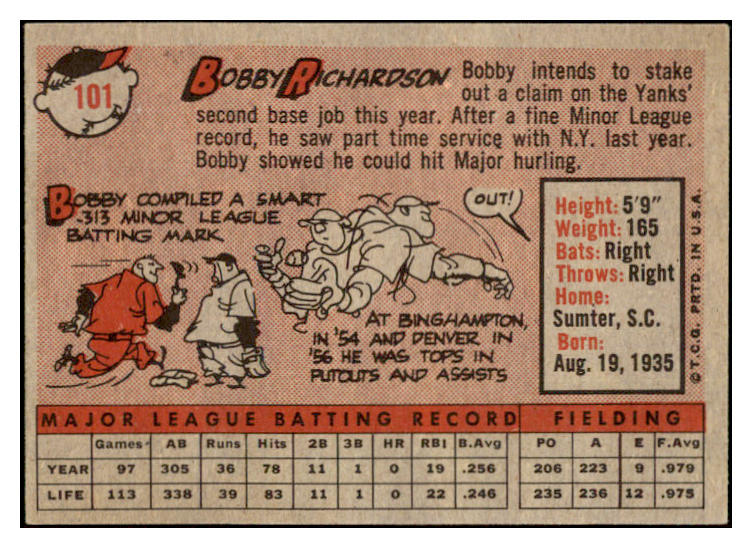 101
BOBBY RICHARDSON
Bobby intends to stake
out a claim on the Yanks'
second base job this year. After a fine Minor League
record, he saw part time service with N.Y. last year.
Bobby showed he could hit Major hurling.
BOBBY COMPILED A SMART
.313 MINOR LEAGUE
BATTING MARK.
OUT!
AT BINGHAMPTON,
IN '54 AND DENVER IN
'56 HE WAS TOPS IN
PUTOUTS AND ASSISTS
Height: 5'9"
Weight: 165
Bats: Right
Throws: Right
Home:
Sumter, S.C.
Born:
Aug. 19, 1935
© T.C.G. PRTD. IN U.S.A.
MAJOR LEAGUE BATTING RECORD FIELDING
Games AB Runs Hits 2B 3B HR RBI B.Avg PO A E F.Avg
YEAR 97 305 36 78 11 1 0 19 .256 206 223 9 .979
LIFE 113 338 39 83 11 1 0 22 .246 235 236 12 .975